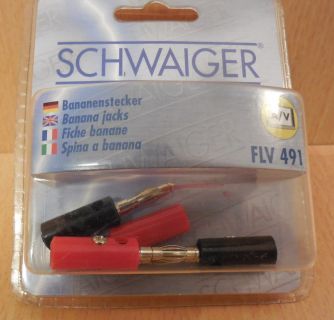 SCHWAIGER®
Bananenstecker
Banana jacks
Fiche banane
Spina a banana
A/V
FLV 491